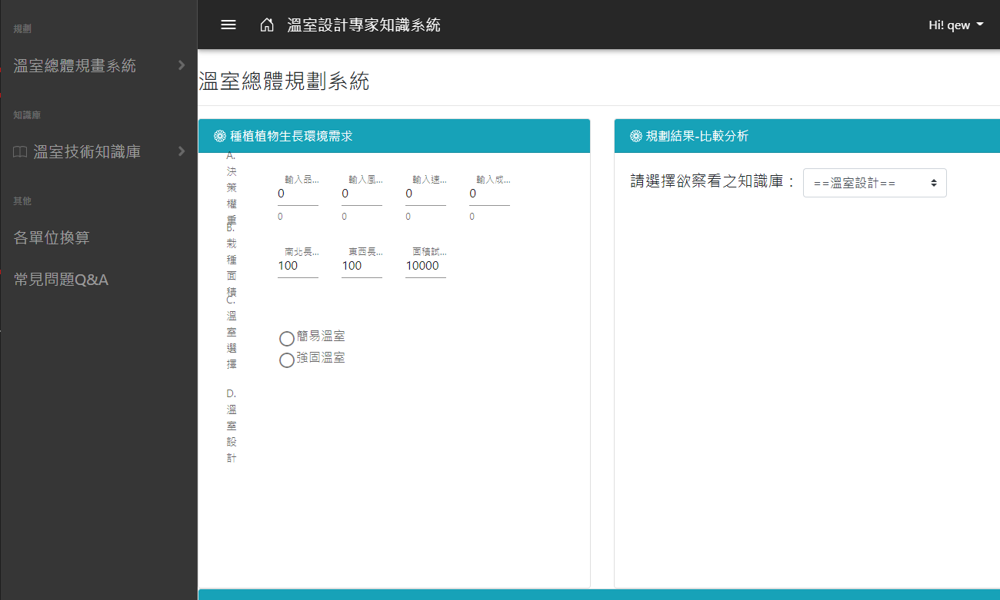 規劃
溫室總體規畫系統
知識庫
溫室技術知識庫
其他
各單位換算
常見問題Q&A
溫室設計專家知識系統
Hi! qew
溫室總體規劃系統
種植植物生長環境需求
A.
決
策
權
重
輸入品...
輸入風...
輸入速...
輸入成...
0
0
0
0
0
0
0
0
B.
栽
種
面
積
南北長...
東西長...
面積試...
100
100
10000
C.
溫
室
選
擇
簡易溫室
強固溫室
D.
溫
室
設
計
規劃結果-比較分析
請選擇欲察看之知識庫：
==溫室設計==